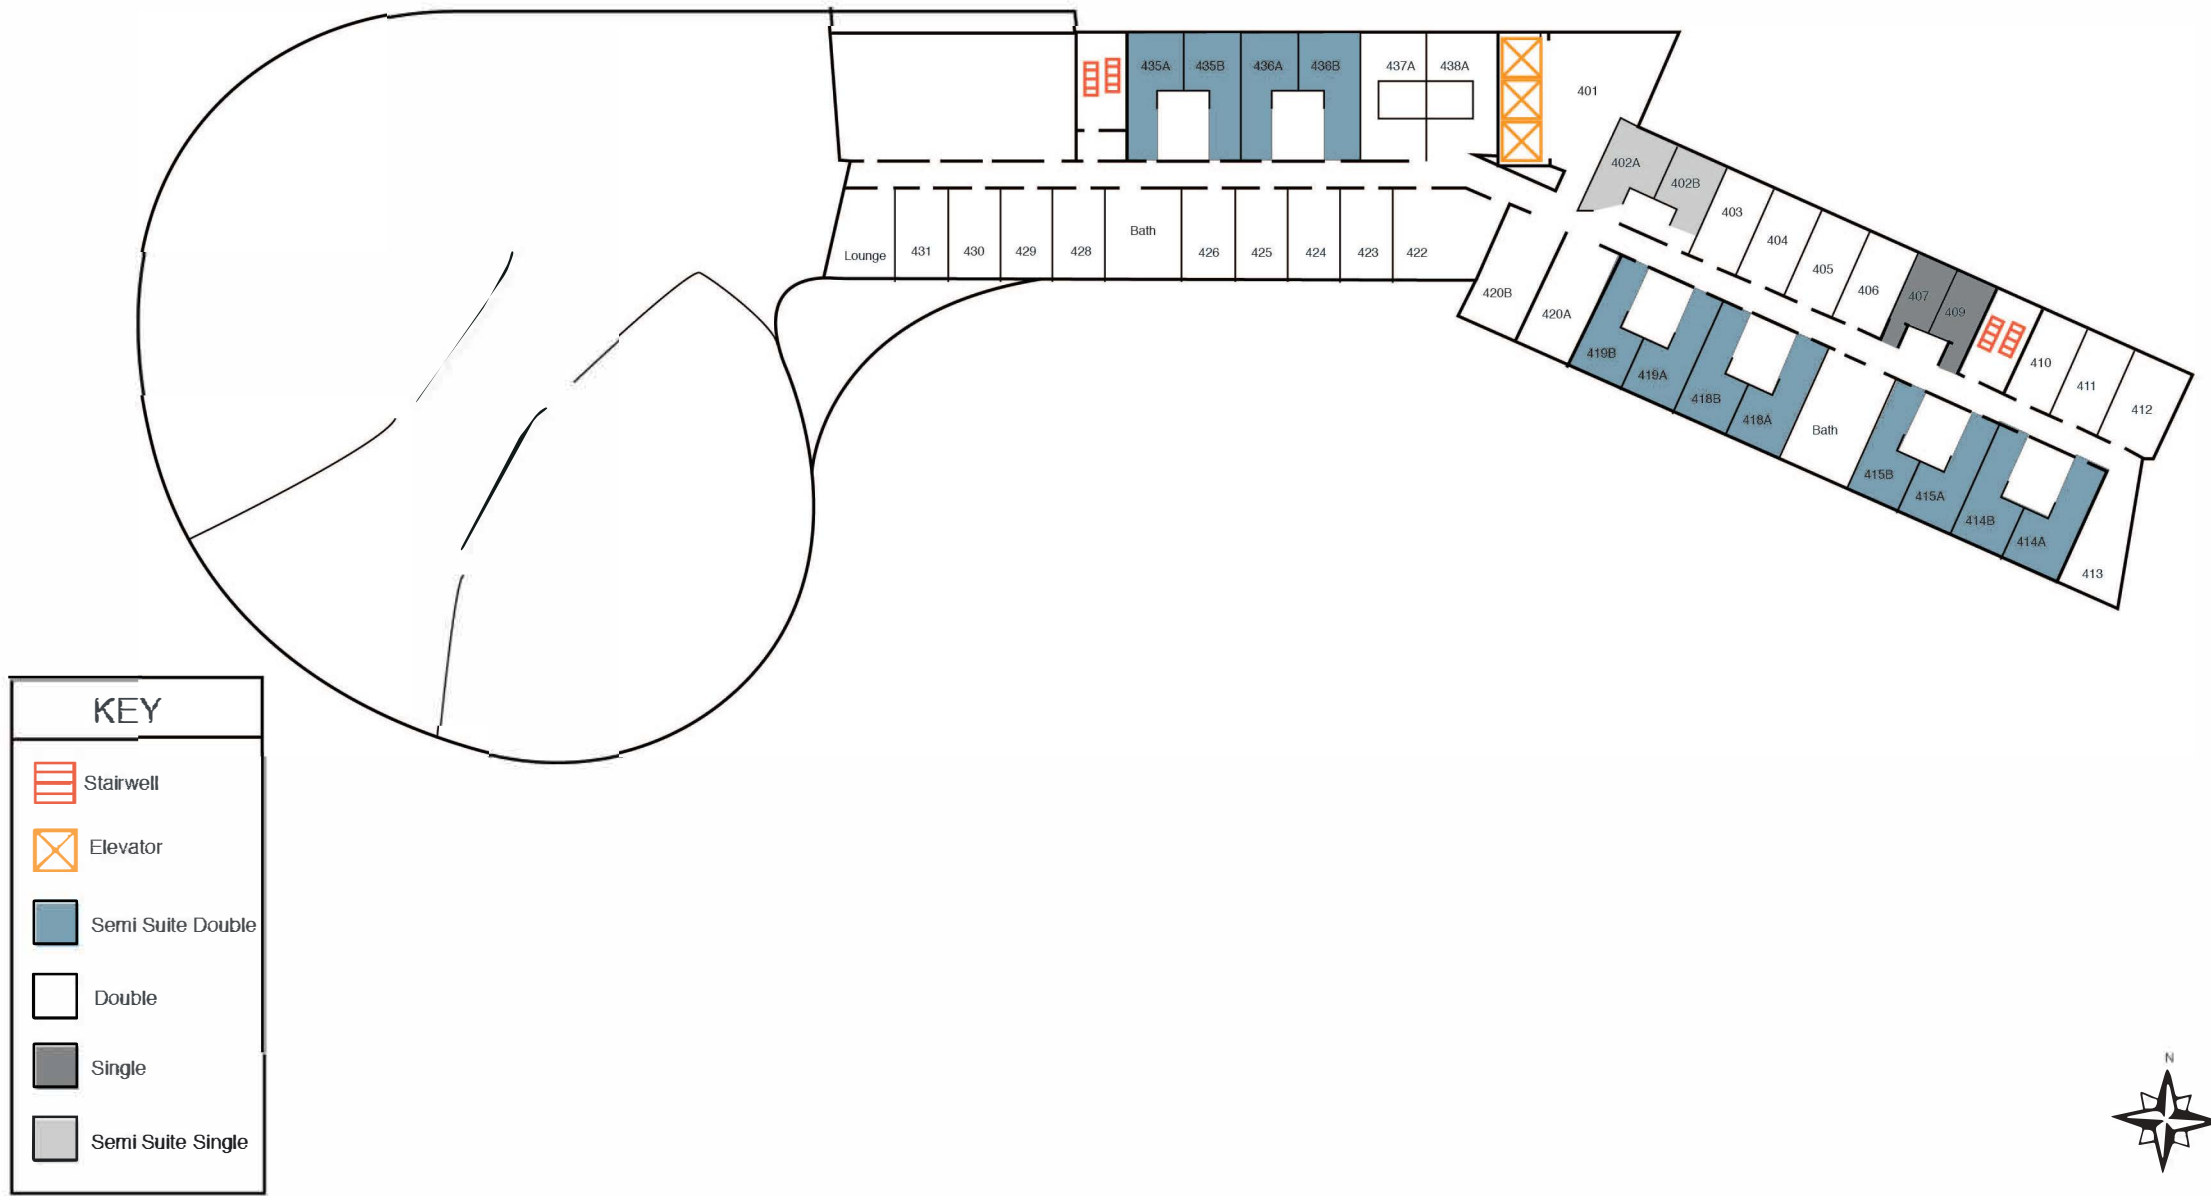 435A
435B
436A
436B
437A
438A
401
402A
402B
403
404
405
406
407
409
410
411
412
Lounge
431
430
429
428
Bath
426
425
424
423
422
420B
420A
419B
419A
418B
418A
Bath
415B
415A
414B
414A
413
KEY
Stairwell
Elevator
Semi Suite Double
Double
Single
Semi Suite Single
N